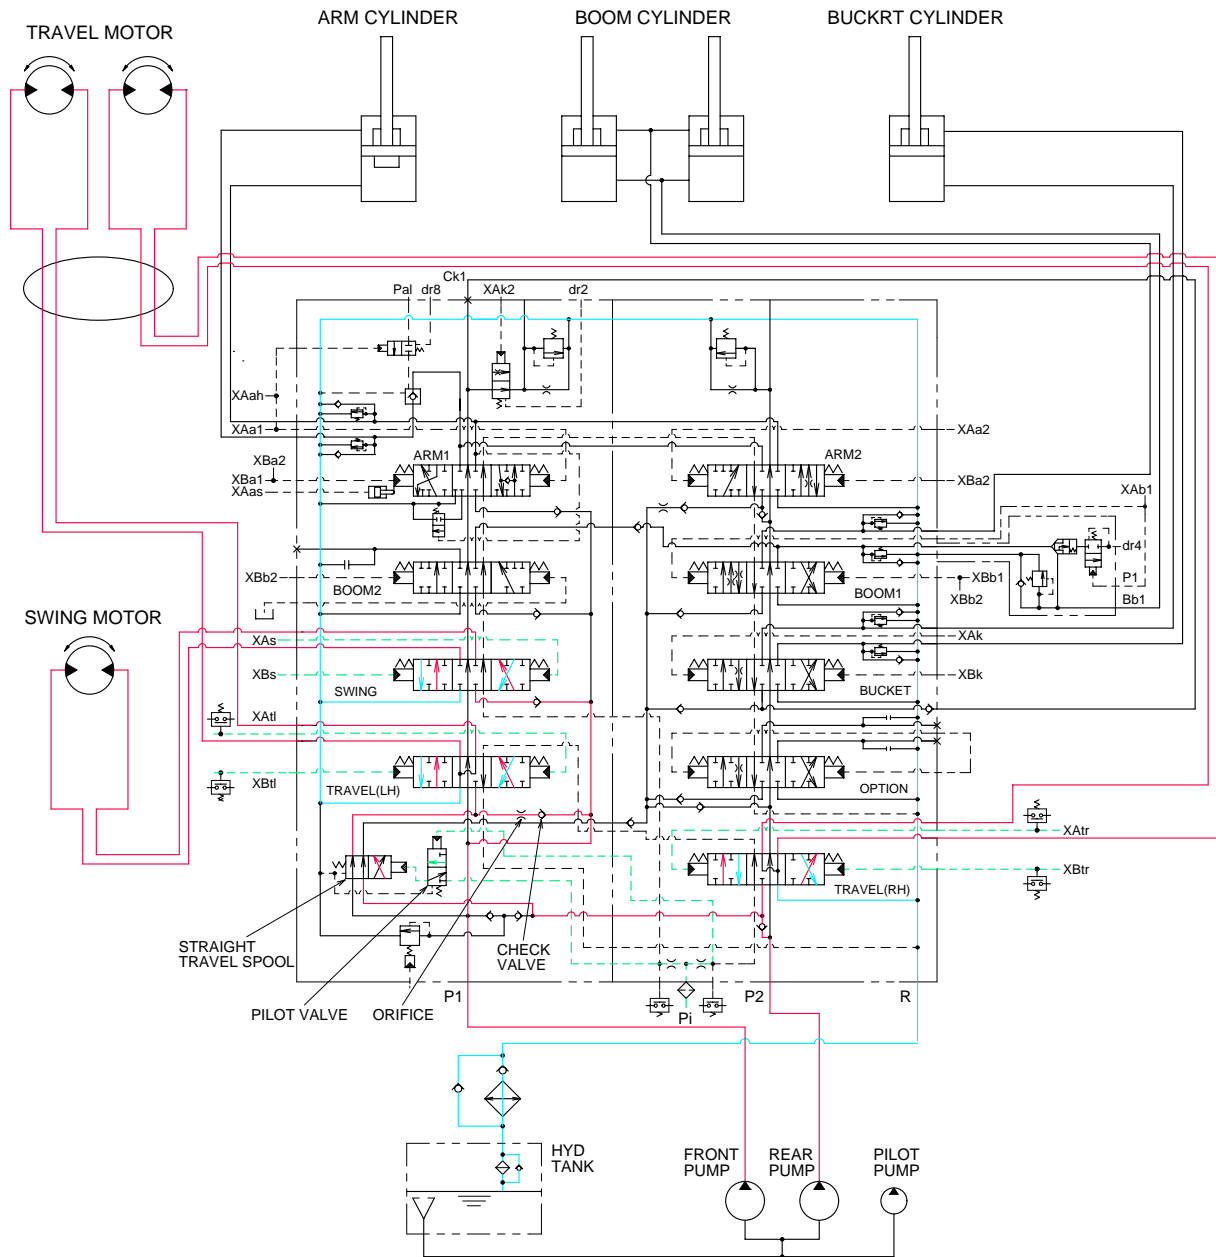 ARM CYLINDER
BOOM CYLINDER
BUCKRT CYLINDER
TRAVEL MOTOR
Ck1
Pal
dr8
XAk2
dr2
XAah
XAa1
XAa2
XBa2
ARM1
ARM2
XBa1
XBa2
XAas
XAb1
dr4
XBb2
BOOM2
BOOM1
XBb1
XBb2
P1
Bb1
SWING MOTOR
XAs
XAk
XBs
SWING
BUCKET
XBk
XAtl
XBtl
TRAVEL(LH)
OPTION
XAtr
XBtr
TRAVEL(RH)
STRAIGHT
TRAVEL SPOOL
CHECK
VALVE
PILOT VALVE
ORIFICE
P1
Pi
P2
R
HYD
TANK
FRONT
PUMP
REAR
PUMP
PILOT
PUMP